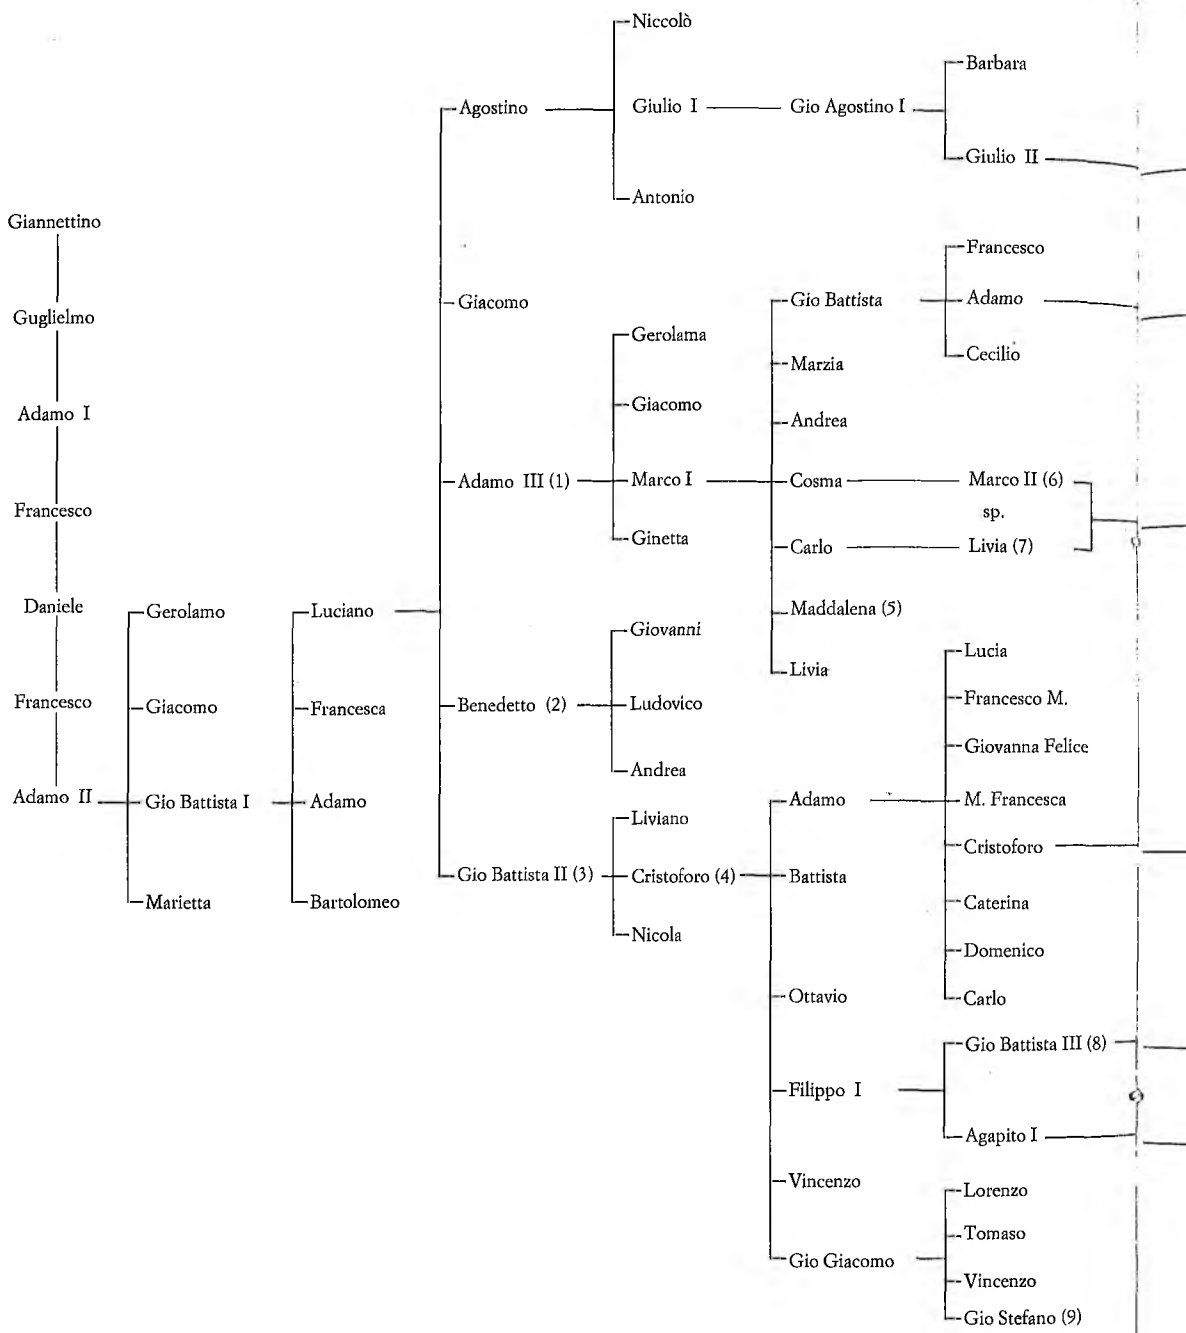 Giannettino
Guglielmo
Adamo I
Francesco
Daniele
Francesco
Adamo II
Gerolamo
Giacomo
Gio Battista I
Marietta
Luciano
Francesca
Adamo
Bartolomeo
Agostino
Giacomo
Adamo III (1)
Benedetto (2)
Gio Battista II (3)
Niccolò
Giulio I
Antonio
Gerolama
Giacomo
Marco I
Ginetta
Giovanni
Ludovico
Andrea
Liviano
Cristoforo (4)
Nicola
Gio Agostino I
Gio Battista
Marzia
Andrea
Cosma
Carlo
Maddalena (5)
Livia
Adamo
Battista
Ottavio
Filippo I
Vincenzo
Gio Giacomo
Barbara
Giulio II
Francesco
Adamo
Cecilio
Marco II (6)
sp.
Livia (7)
Lucia
Francesco M.
Giovanna Felice
M. Francesca
Cristoforo
Caterina
Domenico
Carlo
Gio Battista III (8)
Agapito I
Lorenzo
Tomaso
Vincenzo
Gio Stefano (9)